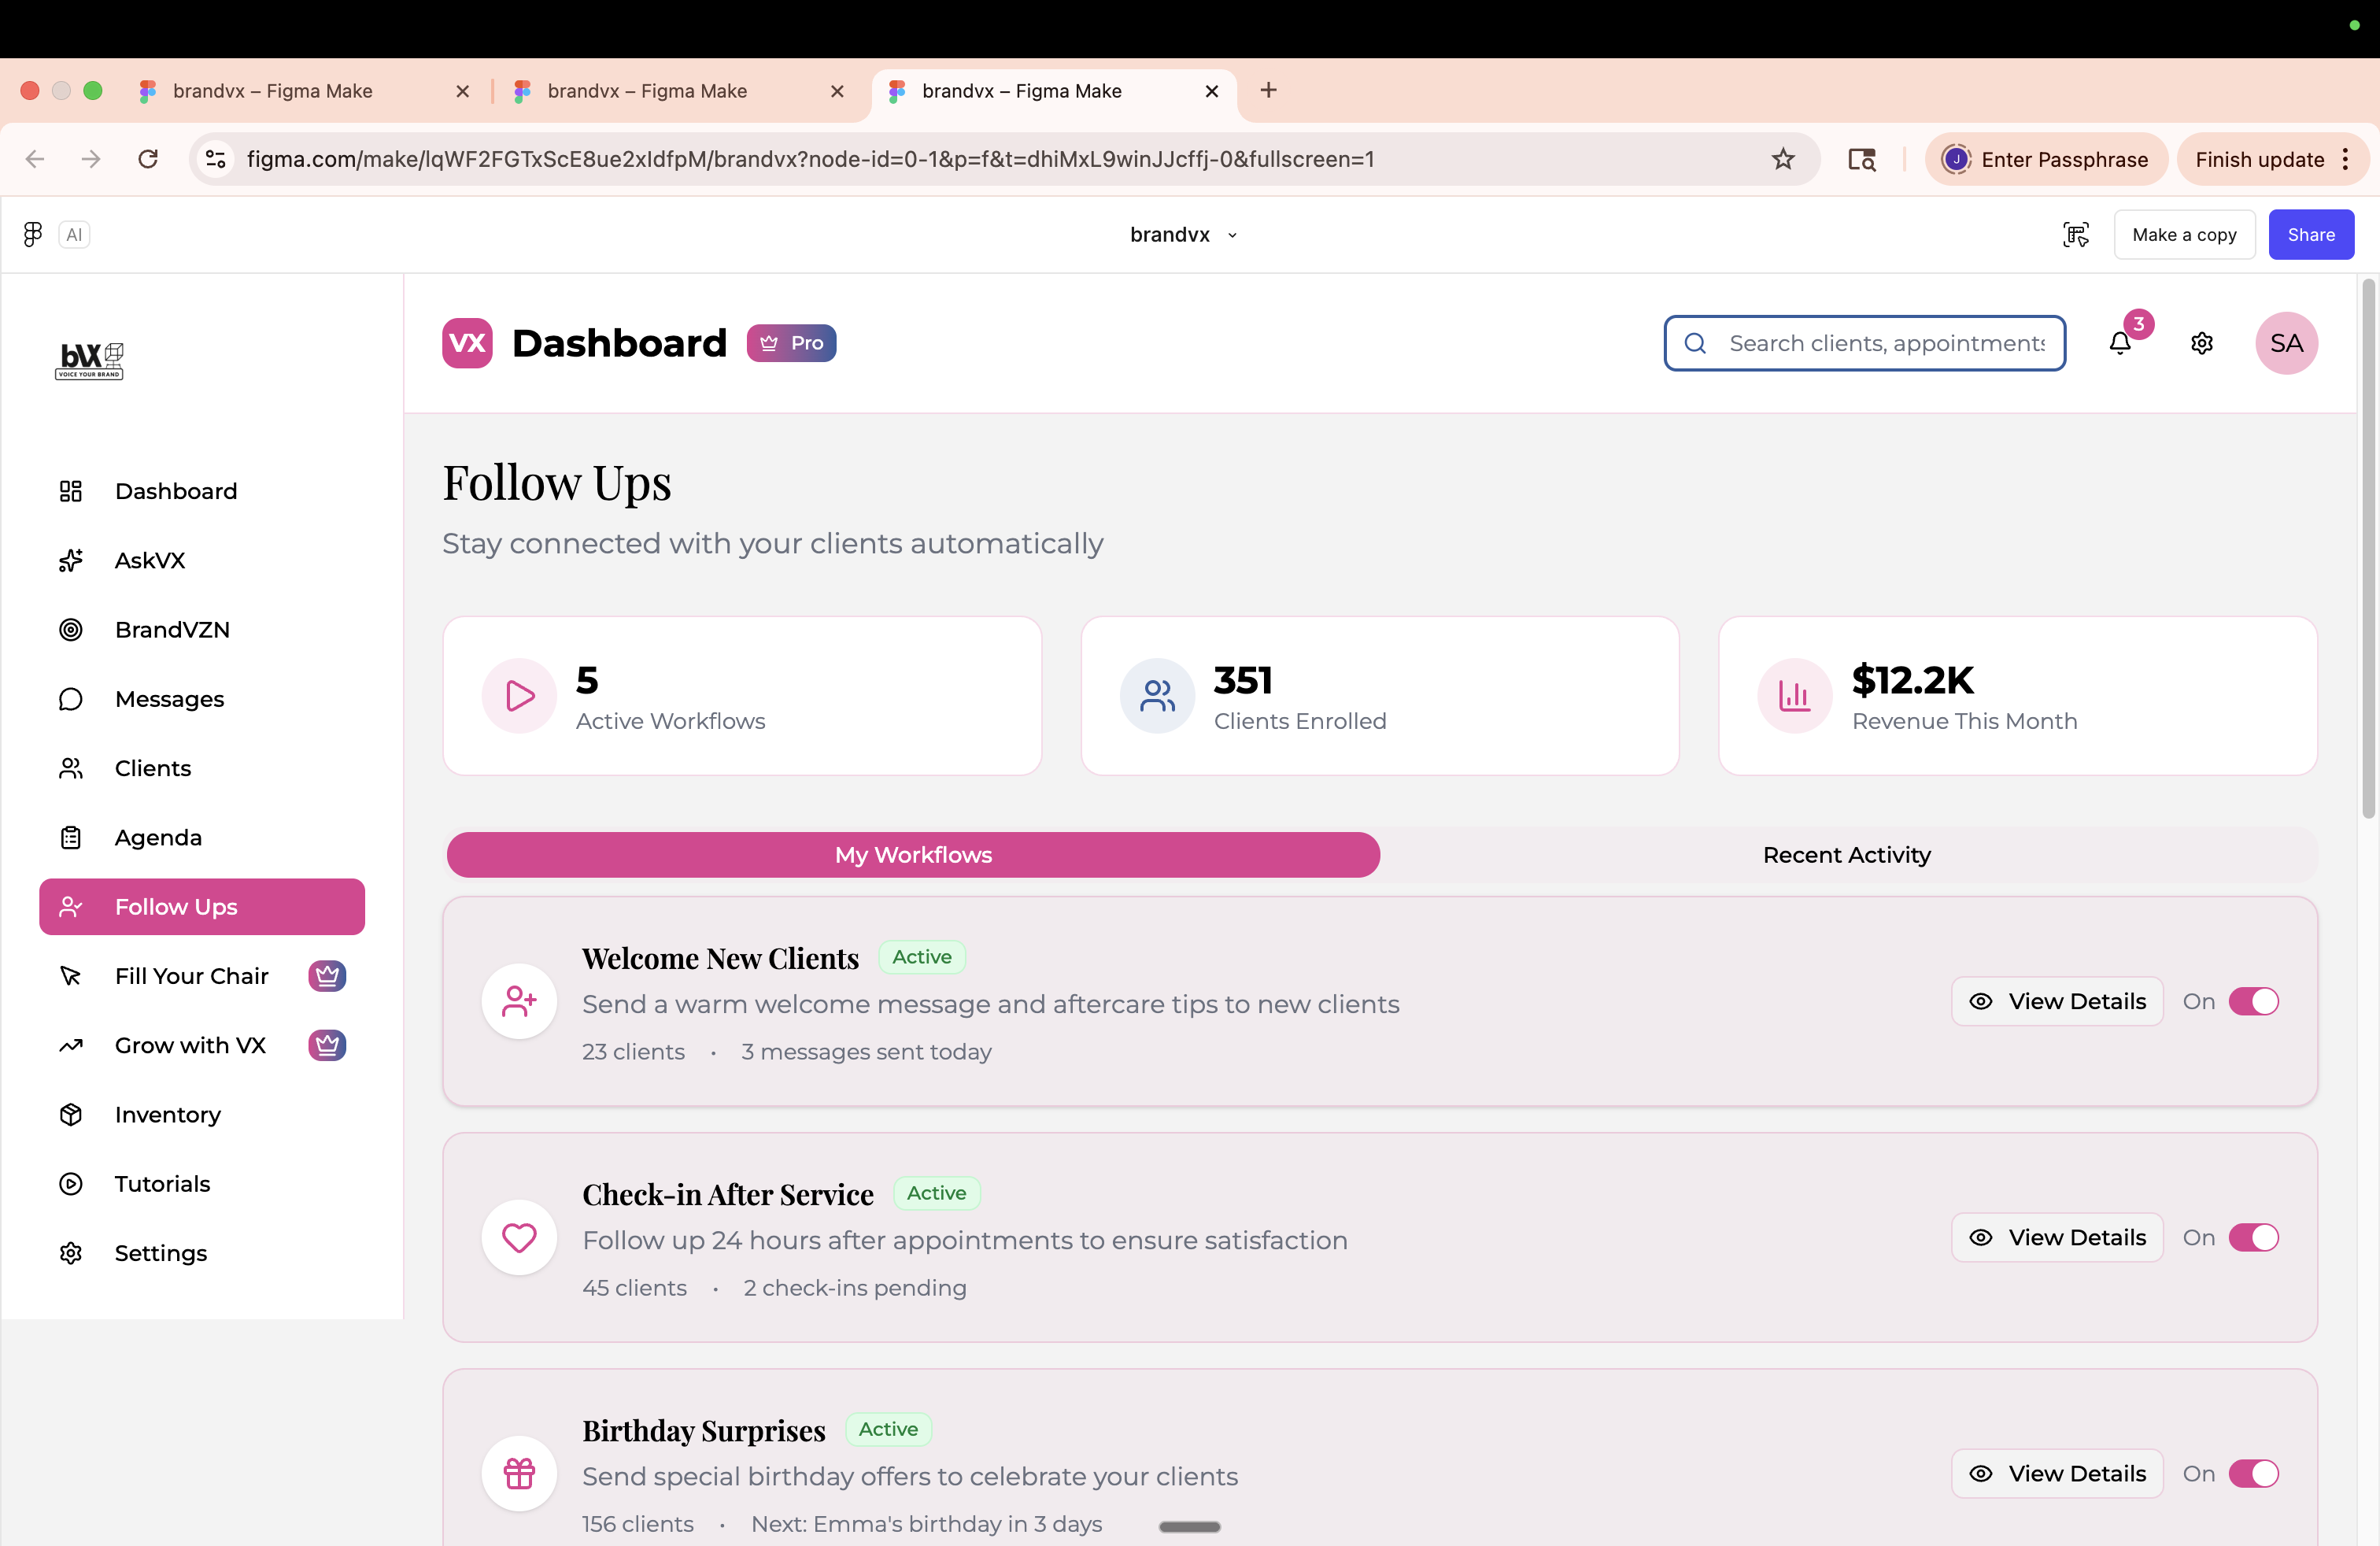 brandvx – Figma Make
brandvx – Figma Make
brandvx – Figma Make
figma.com/make/lqWF2FGTxScE8ue2xIdfpM/brandvx?node-id=0-1&p=f&t=dhiMxL9winJJcffj-0&fullscreen=1
J
Enter Passphrase
Finish update
AI
brandvx
Make a copy
Share
bVX
VOICE YOUR BRAND
VX
Dashboard
Pro
Search clients, appointments
3
SA
Dashboard
AskVX
BrandVZN
Messages
Clients
Agenda
Follow Ups
Fill Your Chair
Grow with VX
Inventory
Tutorials
Settings
Follow Ups
Stay connected with your clients automatically
5
Active Workflows
351
Clients Enrolled
$12.2K
Revenue This Month
My Workflows
Recent Activity
Welcome New Clients
Active
Send a warm welcome message and aftercare tips to new clients
23 clients • 3 messages sent today
View Details
On
Check-in After Service
Active
Follow up 24 hours after appointments to ensure satisfaction
45 clients • 2 check-ins pending
View Details
On
Birthday Surprises
Active
Send special birthday offers to celebrate your clients
156 clients • Next: Emma's birthday in 3 days
View Details
On